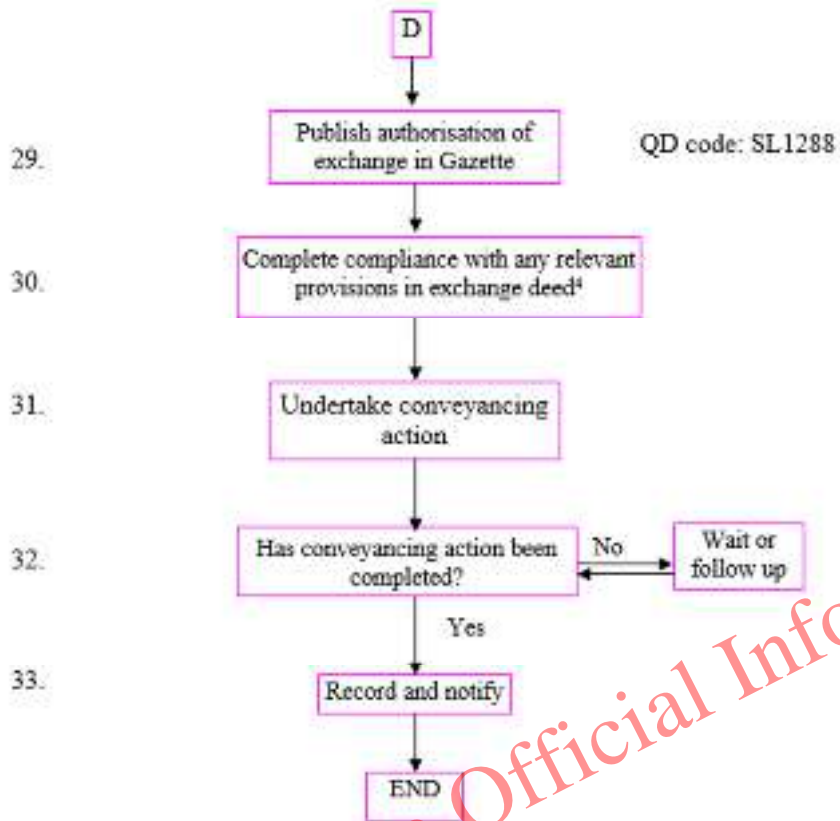 D
29.
Publish authorisation of
exchange in Gazette
QD code: SL1288
30.
Complete compliance with any relevant
provisions in exchange deed⁴
31.
Undertake conveyancing
action
32.
Has conveyancing action been
completed?
No
Wait or
follow up
Yes
33.
Record and notify
END
Official Info